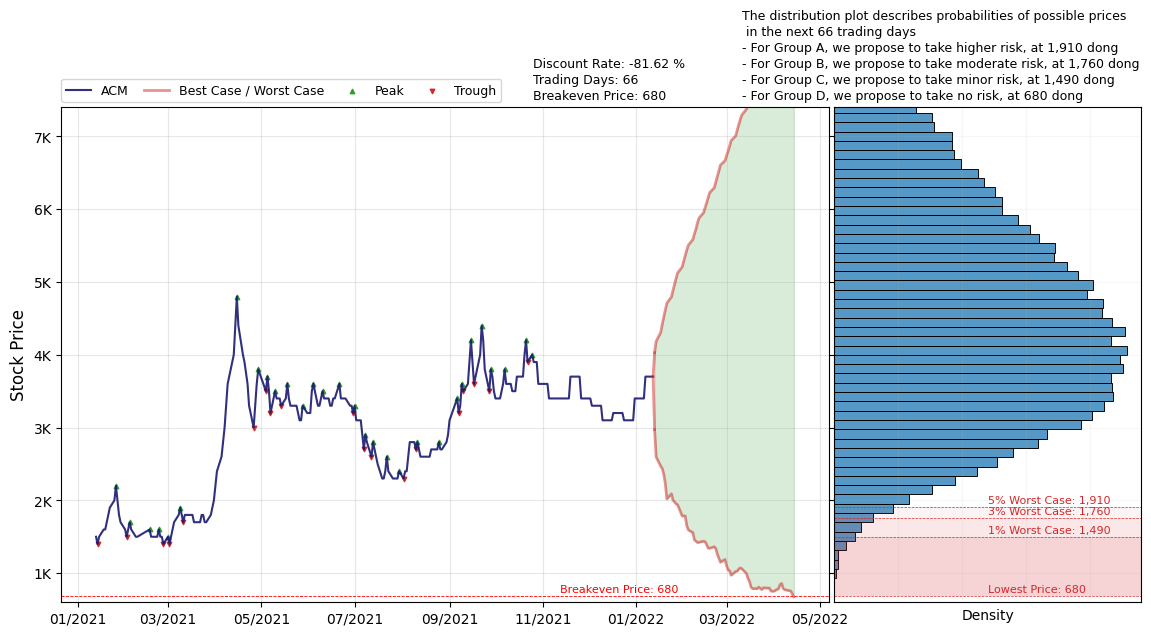 The distribution plot describes probabilities of possible prices
in the next 66 trading days
- For Group A, we propose to take higher risk, at 1,910 dong
- For Group B, we propose to take moderate risk, at 1,760 dong
- For Group C, we propose to take minor risk, at 1,490 dong
- For Group D, we propose to take no risk, at 680 dong
Discount Rate: -81.62 %
Trading Days: 66
Breakeven Price: 680
ACM
Best Case / Worst Case
Peak
Trough
Stock Price
7K
6K
5K
4K
3K
2K
1K
5% Worst Case: 1,910
3% Worst Case: 1,760
1% Worst Case: 1,490
Breakeven Price: 680
Lowest Price: 680
01/2021
03/2021
05/2021
07/2021
09/2021
11/2021
01/2022
03/2022
05/2022
Density